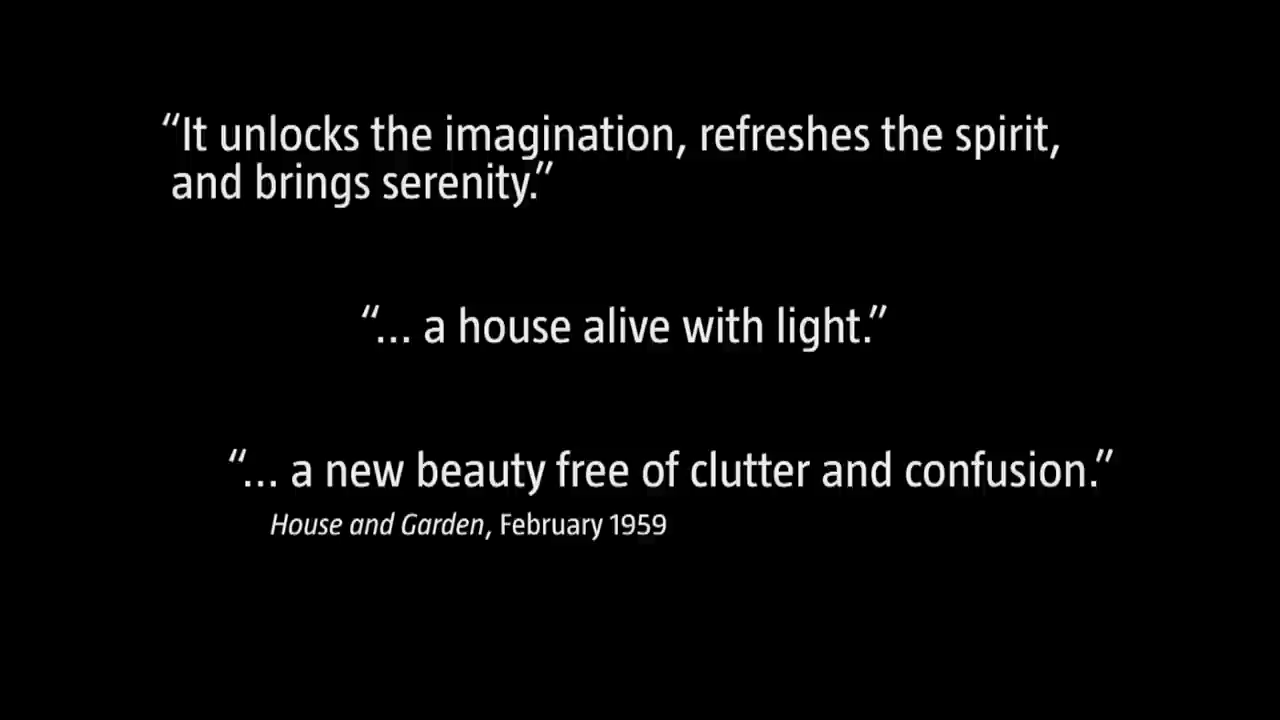 “It unlocks the imagination, refreshes the spirit,
and brings serenity.”
“... a house alive with light.”
“... a new beauty free of clutter and confusion.”
House and Garden, February 1959